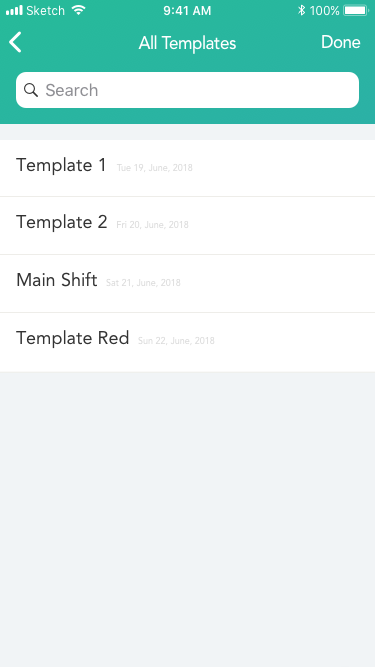 Sketch 9:41 AM 100%
All Templates Done
Search
Template 1 Tue 19, June, 2018
Template 2 Fri 20, June, 2018
Main Shift Sat 21, June, 2018
Template Red Sun 22, June, 2018